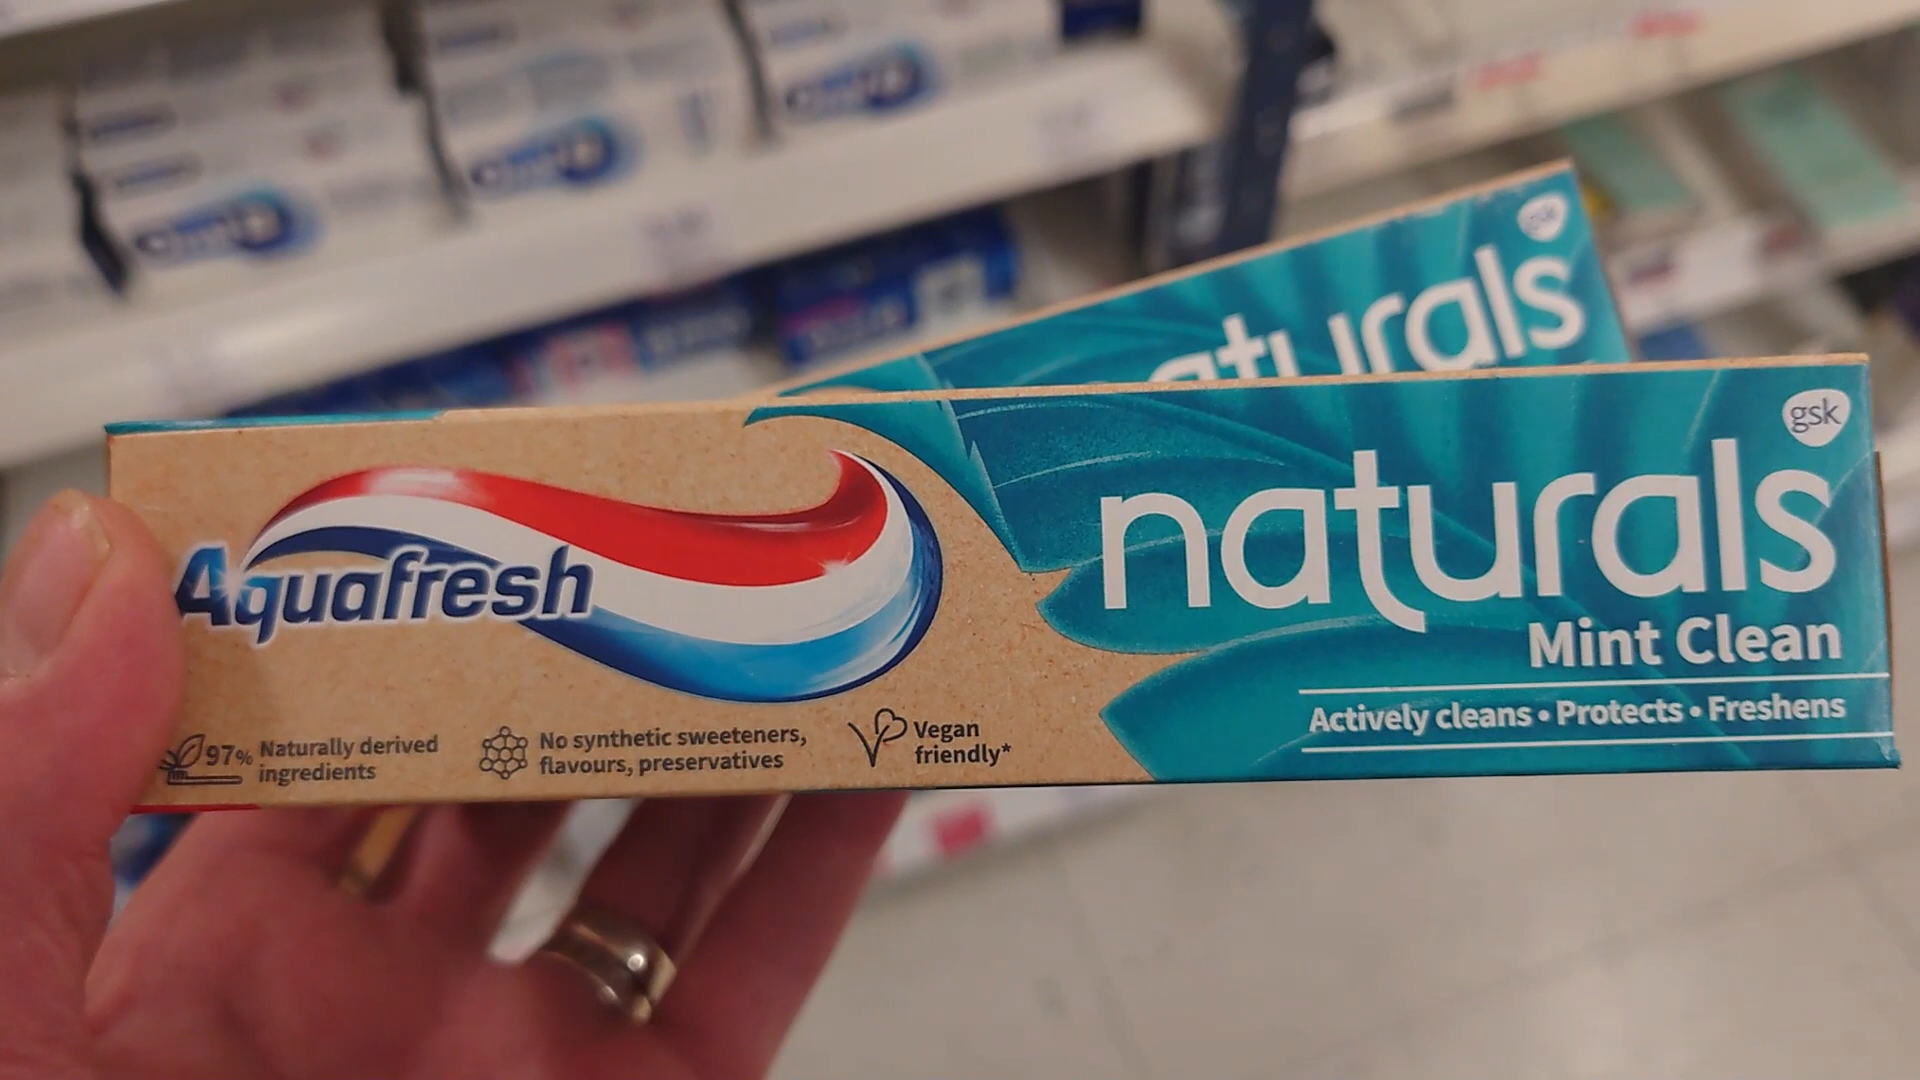 naturals
gsk
Aquafresh
naturals
Mint Clean
Actively cleans • Protects • Freshens
97% Naturally derived
ingredients
No synthetic sweeteners,
flavours, preservatives
Vegan
friendly*